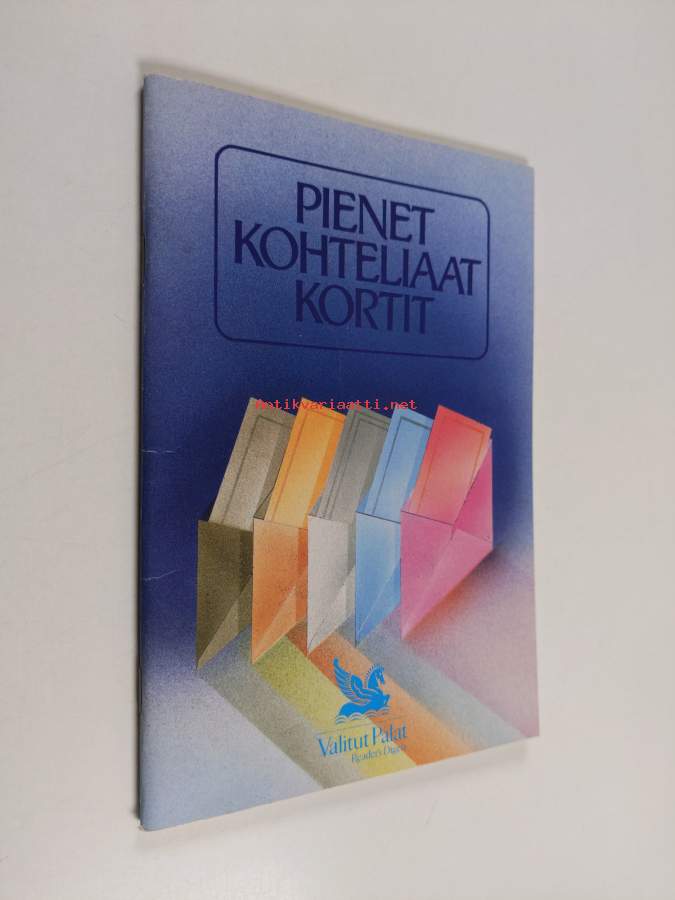 PIENET
KOHTELIAAT
KORTIT
antikvariaatti.net
Valitut Palat
Reader's Digest